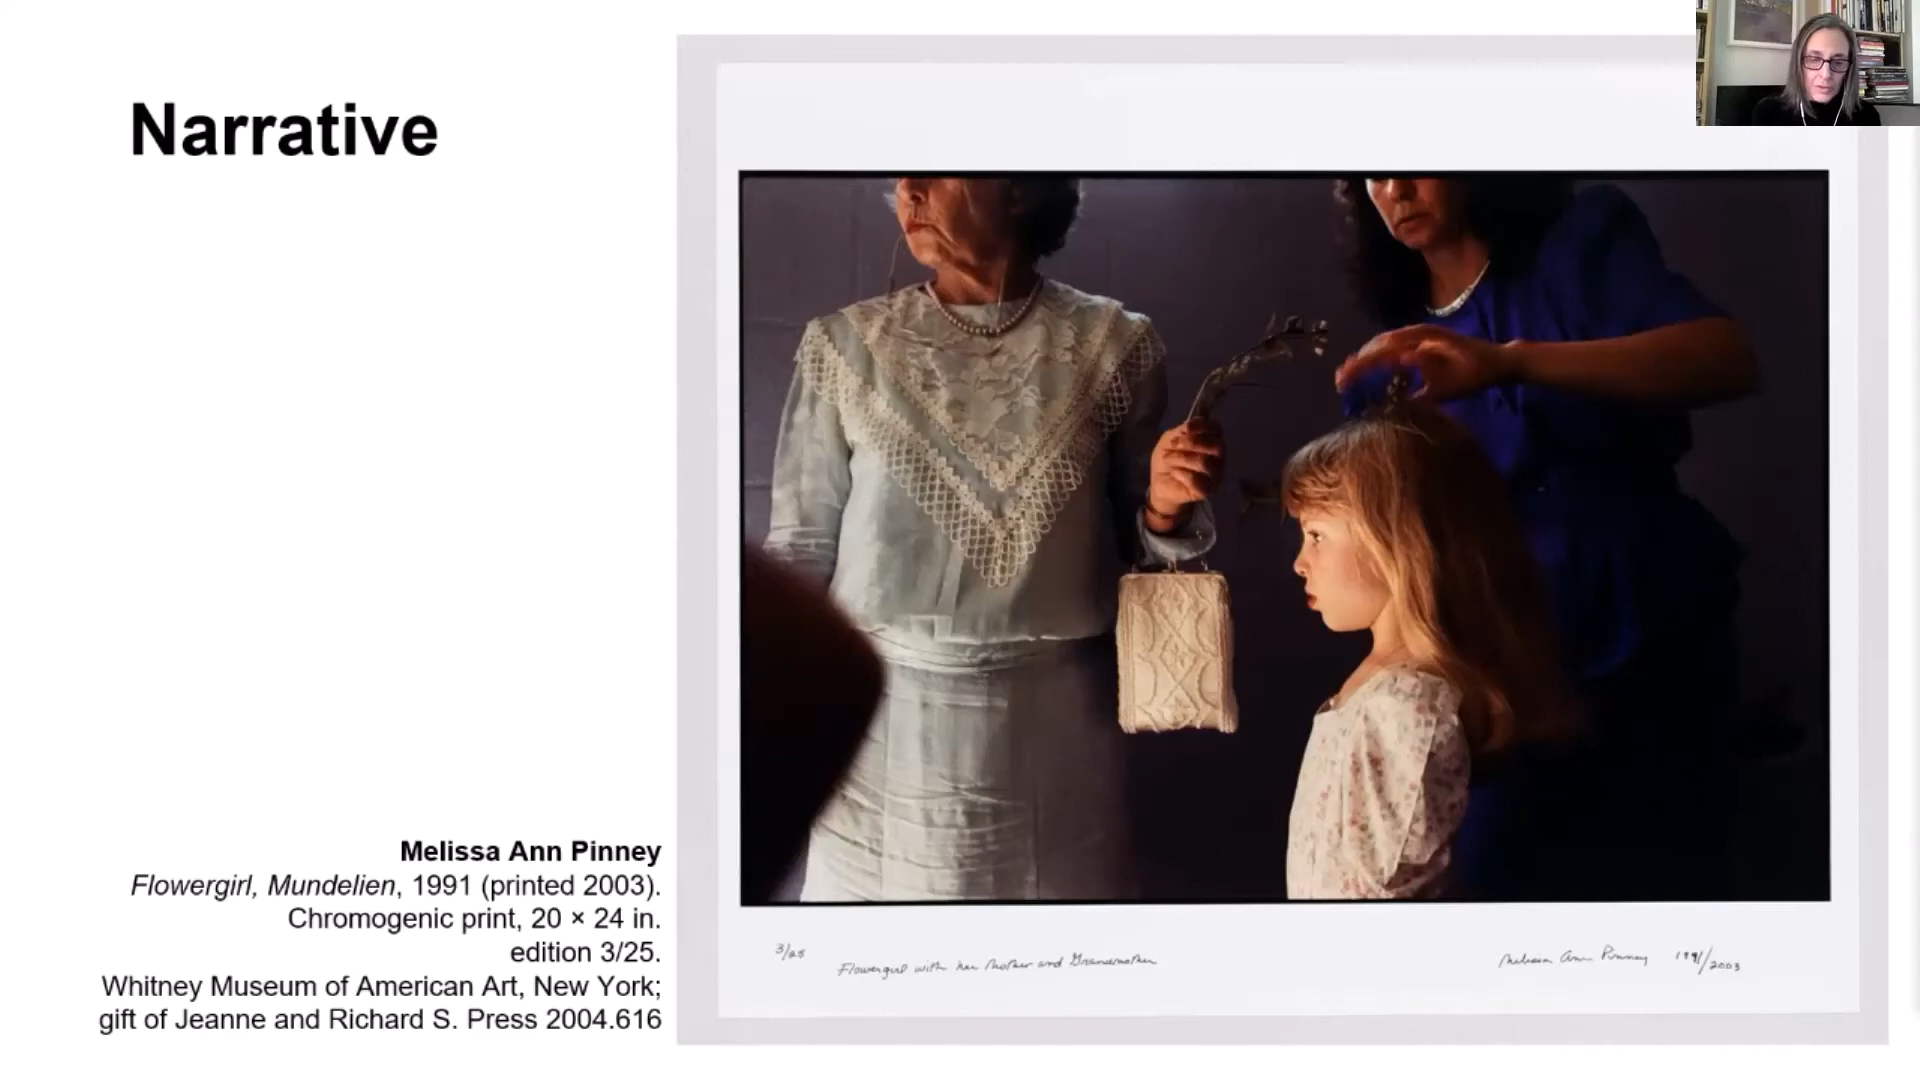 Narrative
Melissa Ann Pinney
Flowergirl, Mundelien, 1991 (printed 2003).
Chromogenic print, 20 × 24 in.
edition 3/25.
Whitney Museum of American Art, New York;
gift of Jeanne and Richard S. Press 2004.616
3/25
Flowergirl with her Mother and Grandmother
Melissa Ann Pinney 1991/2003